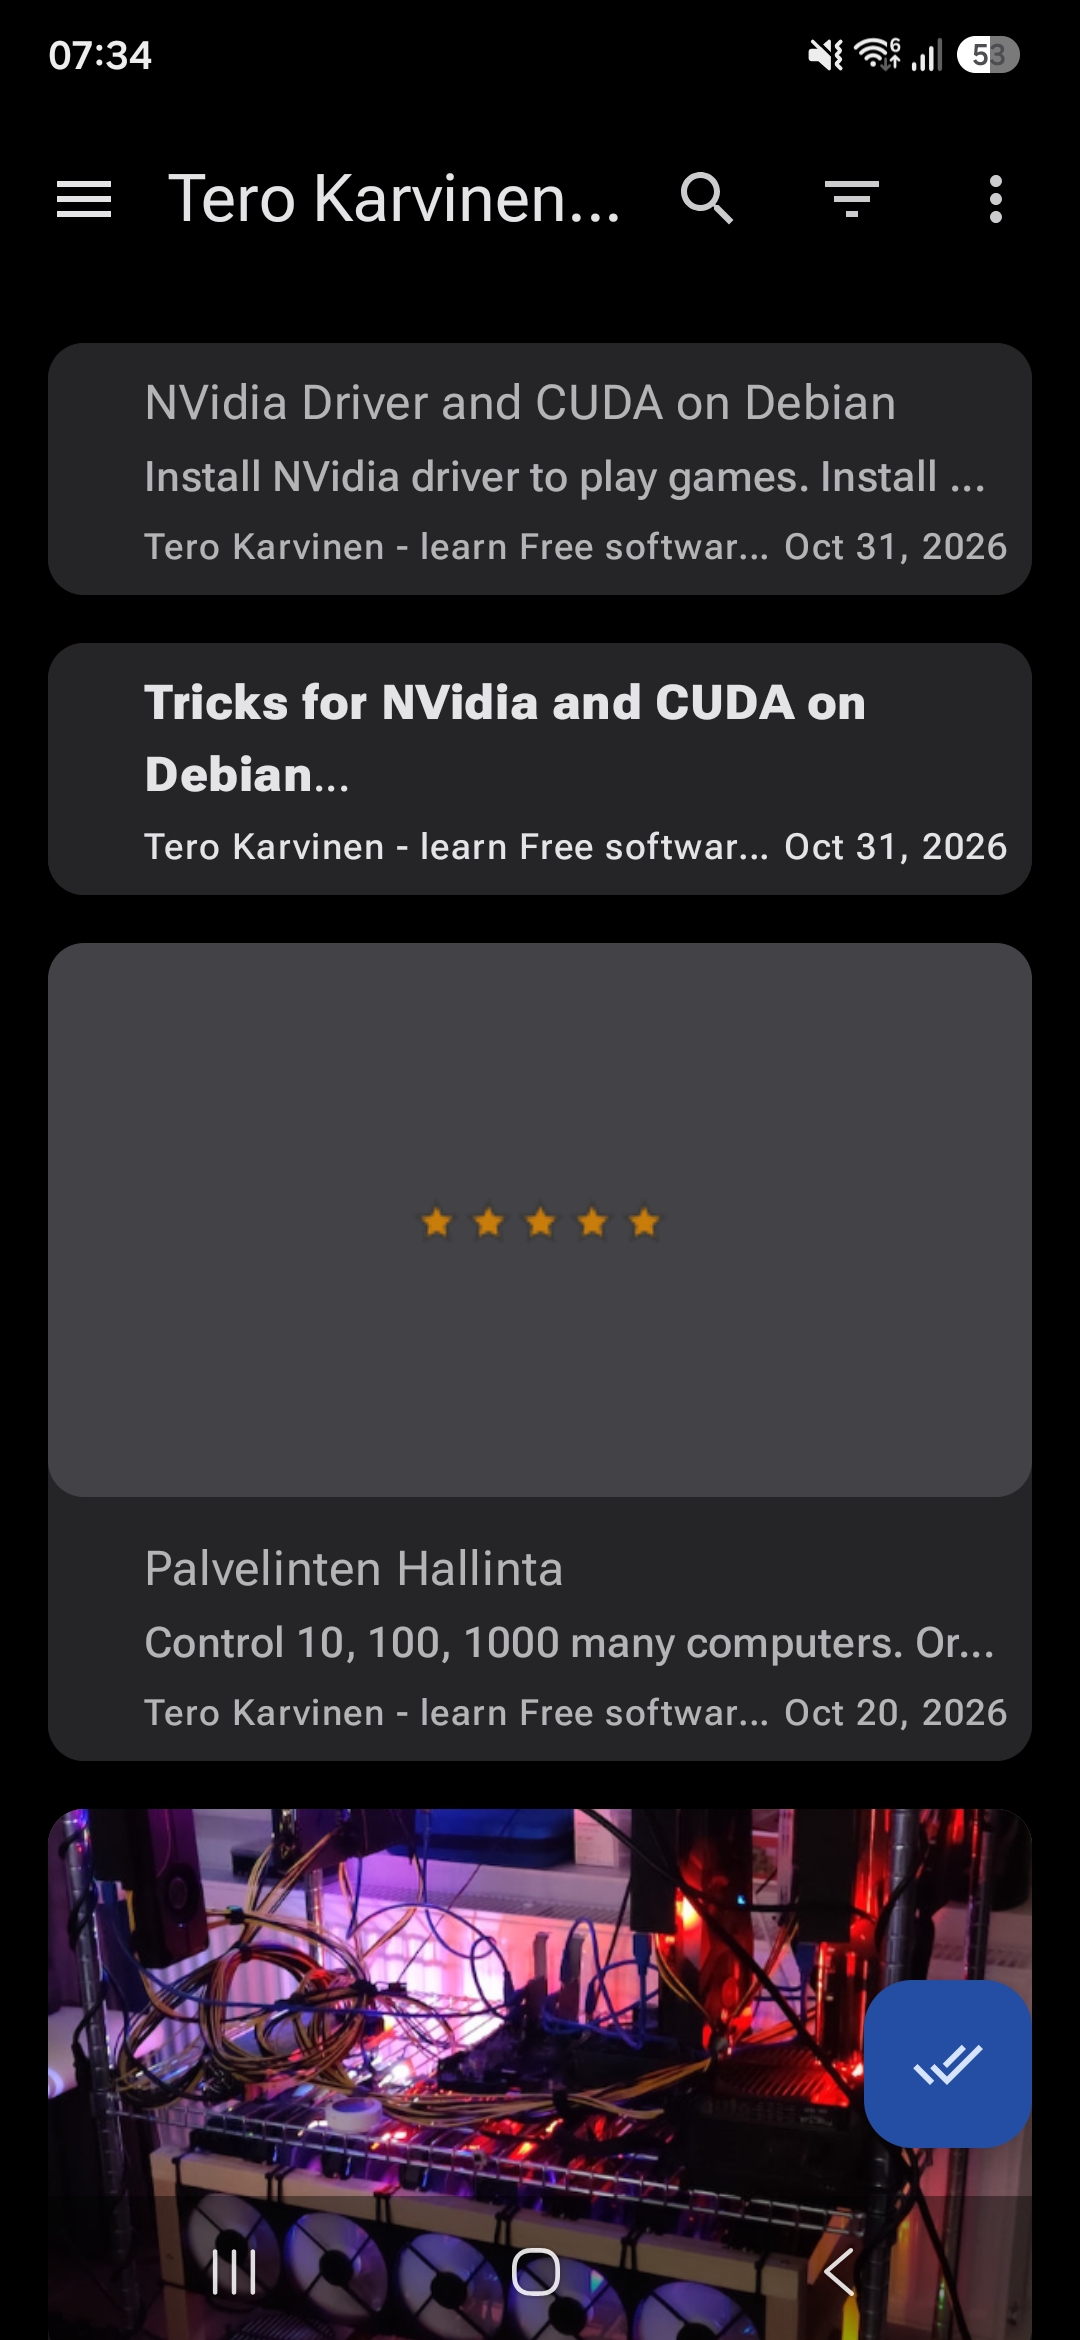 07:34
6
53
Tero Karvinen...
NVidia Driver and CUDA on Debian
Install NVidia driver to play games. Install ...
Tero Karvinen - learn Free softwar... Oct 31, 2026
Tricks for NVidia and CUDA on
Debian...
Tero Karvinen - learn Free softwar... Oct 31, 2026
Palvelinten Hallinta
Control 10, 100, 1000 many computers. Or...
Tero Karvinen - learn Free softwar... Oct 20, 2026